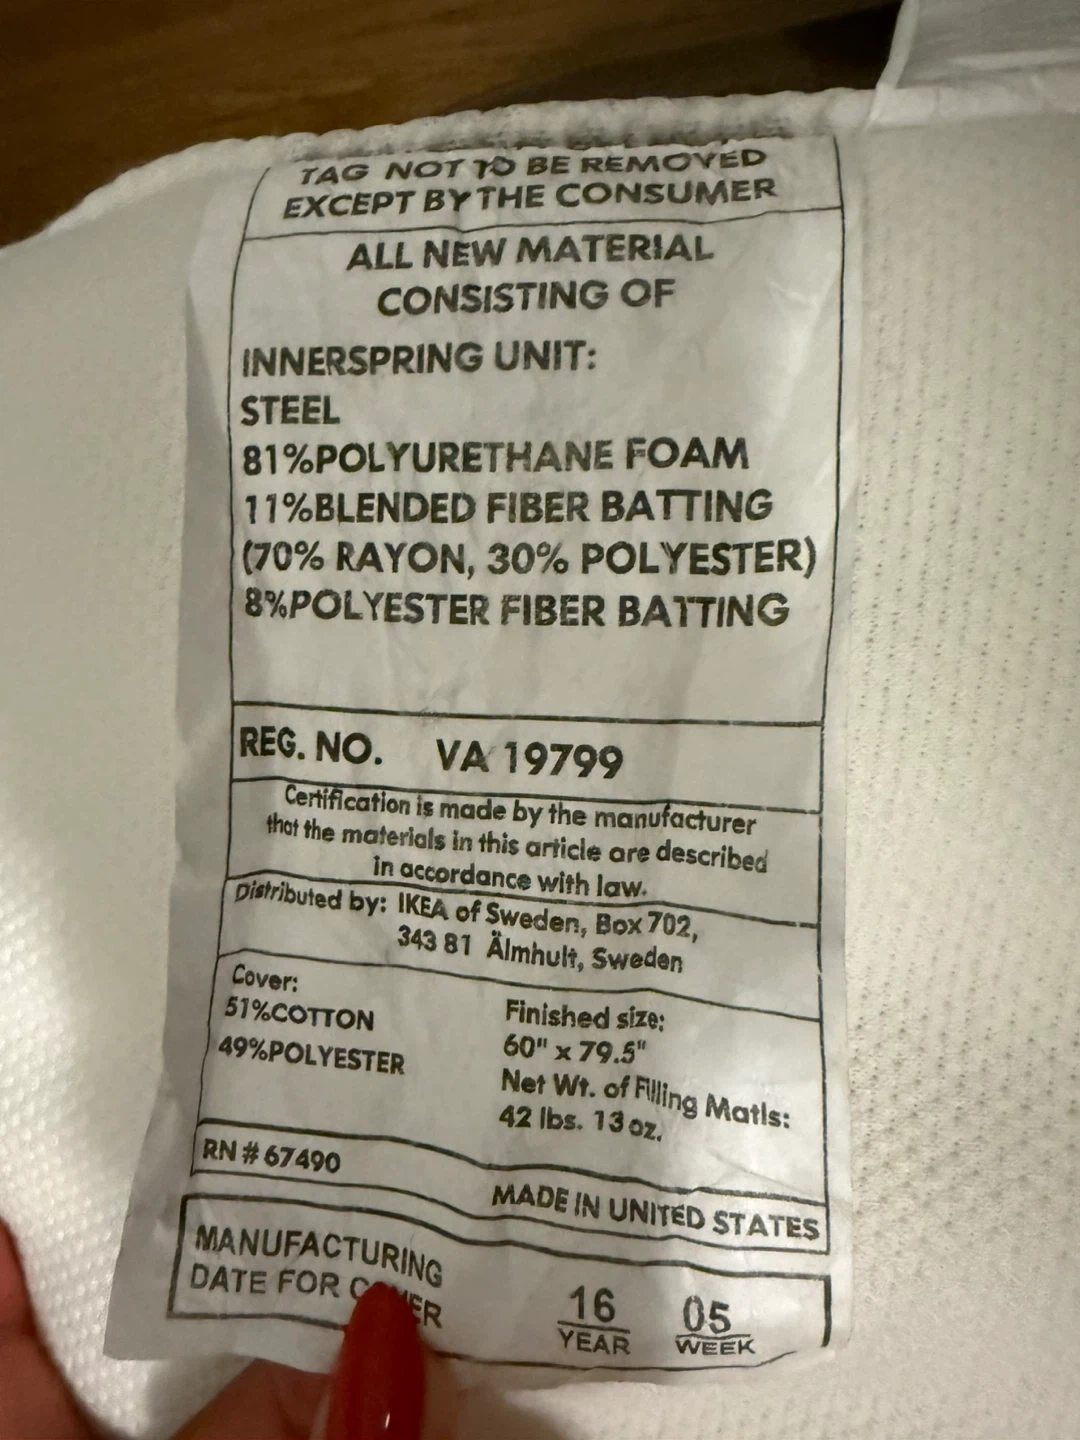 TAG NOT TO BE REMOVED
EXCEPT BY THE CONSUMER
ALL NEW MATERIAL
CONSISTING OF
INNERSPRING UNIT:
STEEL
81%POLYURETHANE FOAM
11%BLENDED FIBER BATTING
(70% RAYON, 30% POLYESTER)
8%POLYESTER FIBER BATTING
REG. NO. VA 19799
Certification is made by the manufacturer
that the materials in this article are described
in accordance with law.
Distributed by: IKEA of Sweden, Box 702,
343 81 Älmhult, Sweden
Cover:
51%COTTON
49%POLYESTER
Finished size:
60" x 79.5"
Net Wt. of Filling Matls:
42 lbs. 13 oz.
RN # 67490
MADE IN UNITED STATES
MANUFACTURING
DATE FOR COVER
16 05
YEAR WEEK